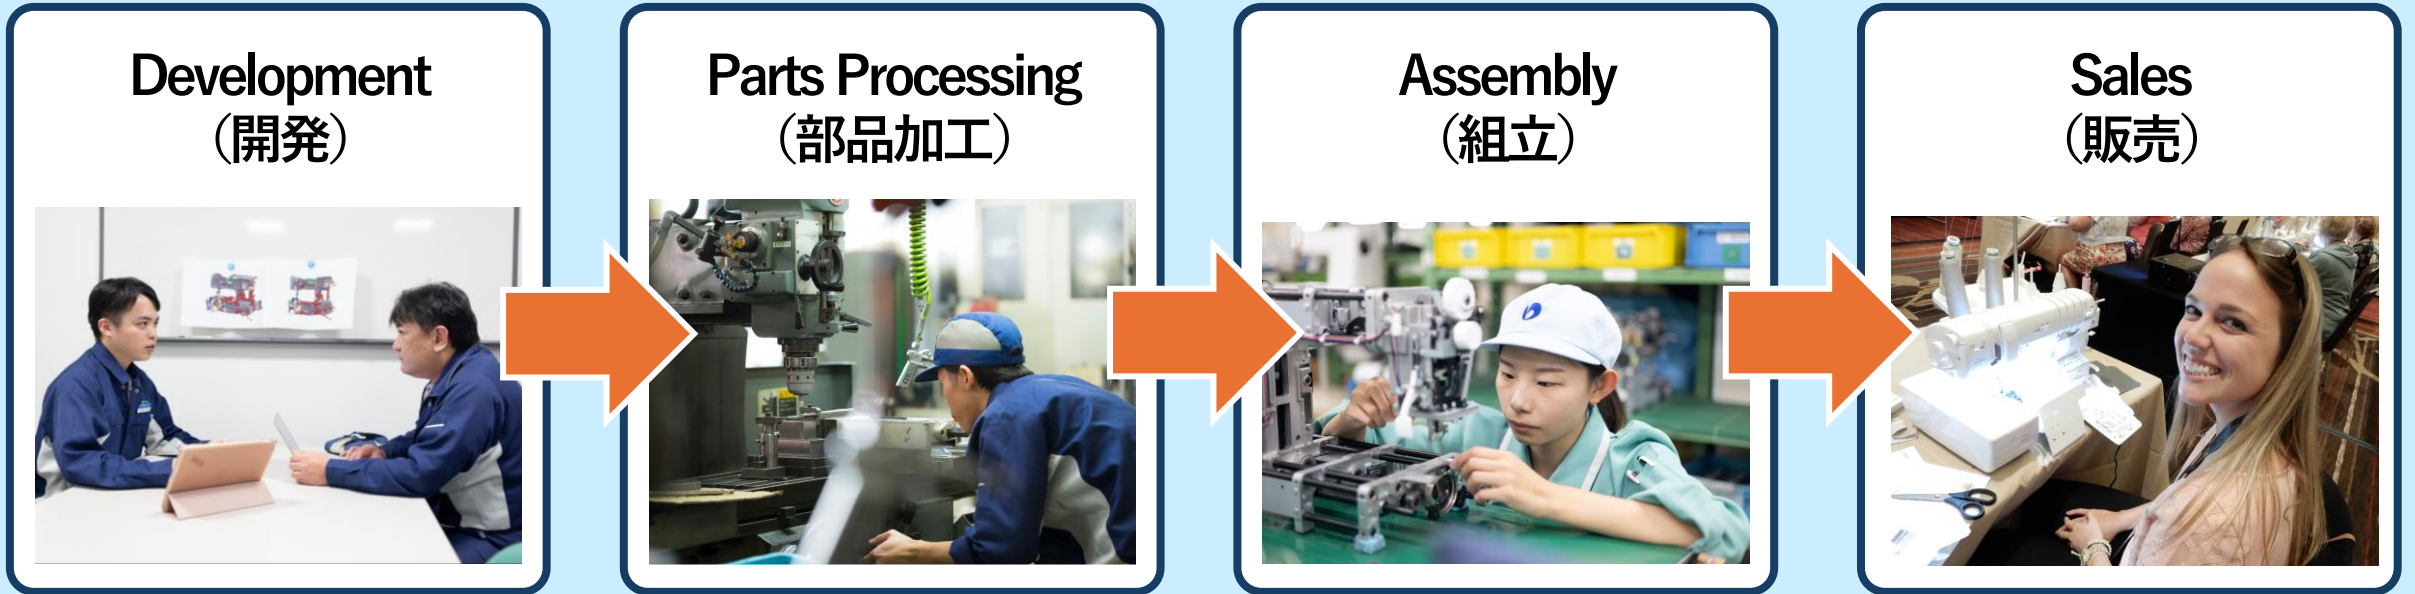 Development
（開発）
Parts Processing
（部品加工）
Assembly
（組立）
Sales
（販売）